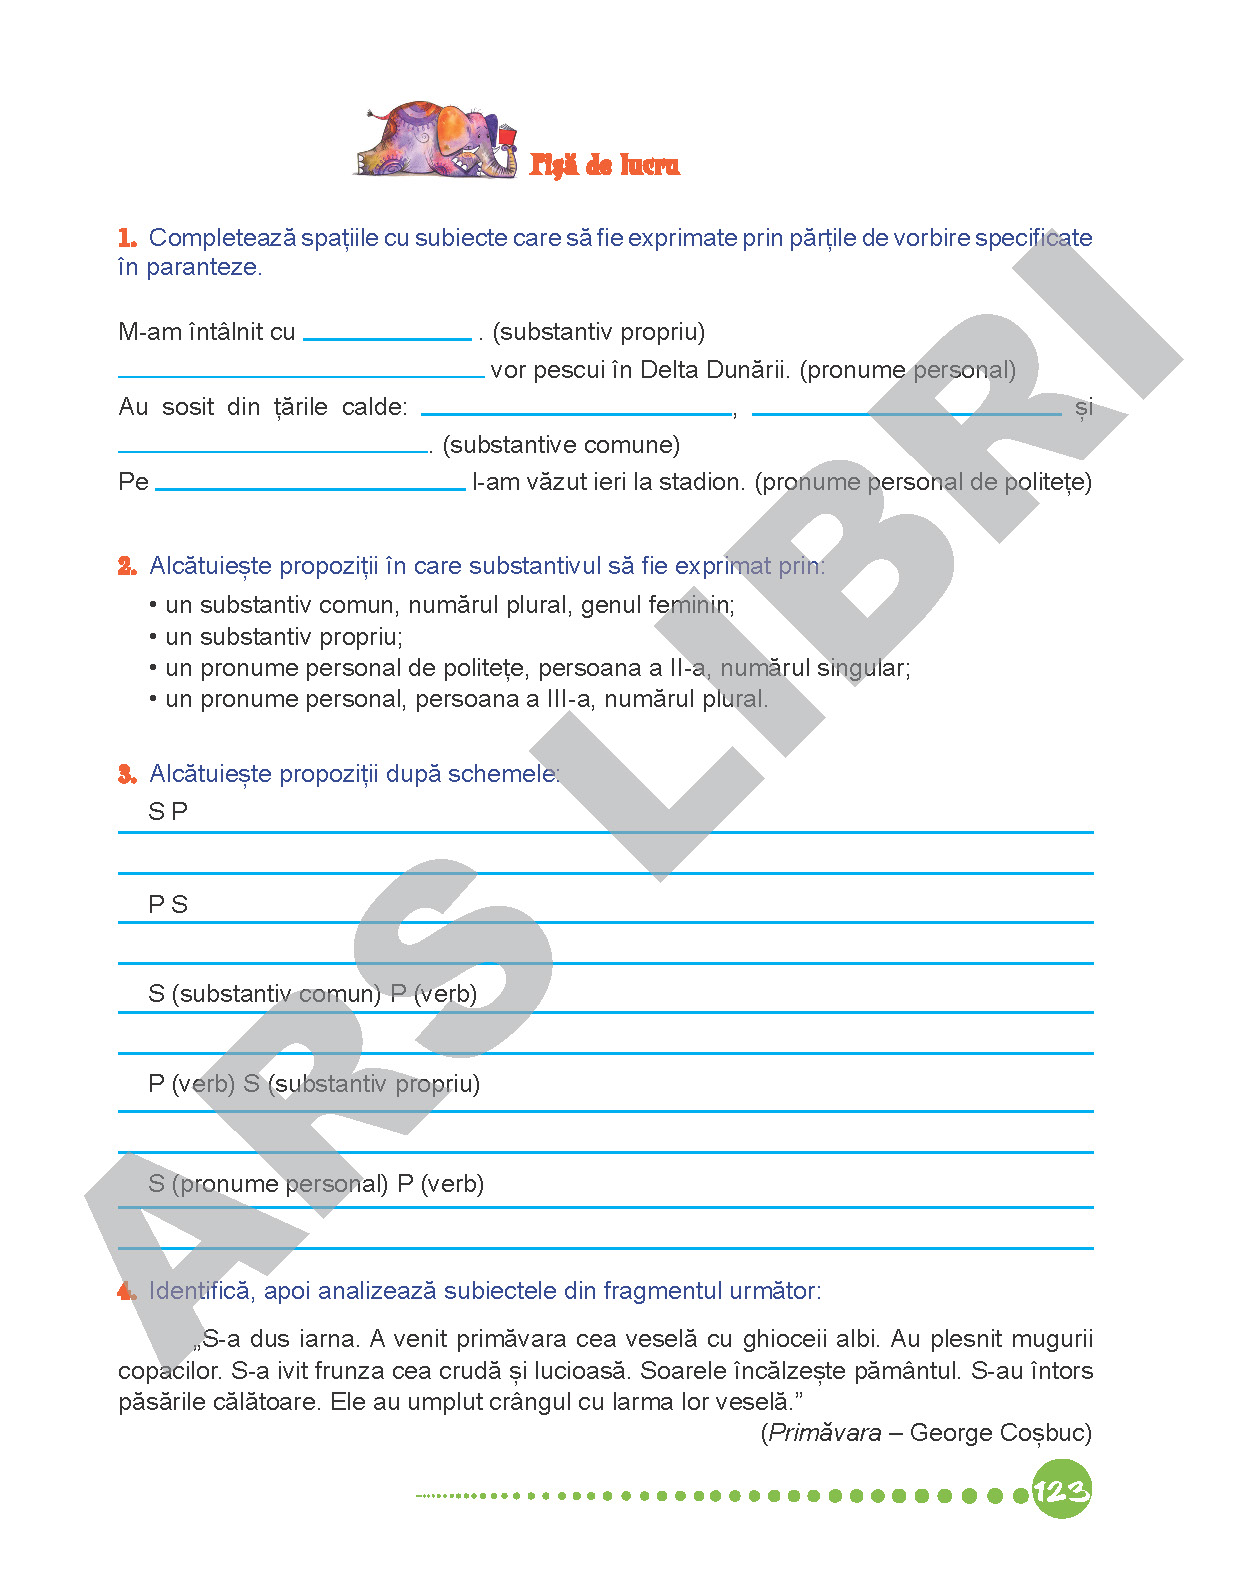 Fișă de lucru
1. Completează spațiile cu subiecte care să fie exprimate prin părțile de vorbire specificate
în paranteze.
M-am întâlnit cu . (substantiv propriu)
vor pescui în Delta Dunării. (pronume personal)
Au sosit din țările calde: , și
. (substantive comune)
Pe l-am văzut ieri la stadion. (pronume personal de politețe)
2. Alcătuiește propoziții în care substantivul să fie exprimat prin:
• un substantiv comun, numărul plural, genul feminin;
• un substantiv propriu;
• un pronume personal de politețe, persoana a II-a, numărul singular;
• un pronume personal, persoana a III-a, numărul plural.
3. Alcătuiește propoziții după schemele:
S P
P S
S (substantiv comun) P (verb)
P (verb) S (substantiv propriu)
S (pronume personal) P (verb)
4. Identifică, apoi analizează subiectele din fragmentul următor:
„S-a dus iarna. A venit primăvara cea veselă cu ghioceii albi. Au plesnit mugurii
copacilor. S-a ivit frunza cea crudă și lucioasă. Soarele încălzește pământul. S-au întors
păsările călătoare. Ele au umplut crângul cu larma lor veselă.”
(Primăvara – George Coșbuc)
123
ARS LIBRI